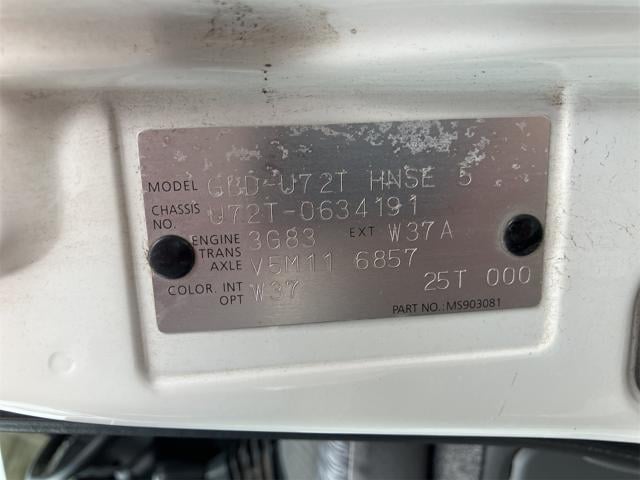 MODEL GBD-U72T HNSE 5
CHASSIS NO. U72T-0634191
ENGINE 3G83 EXT W37A
TRANS AXLE V5M11 6857
COLOR. INT OPT W37 25T 000
PART NO.: MS903081